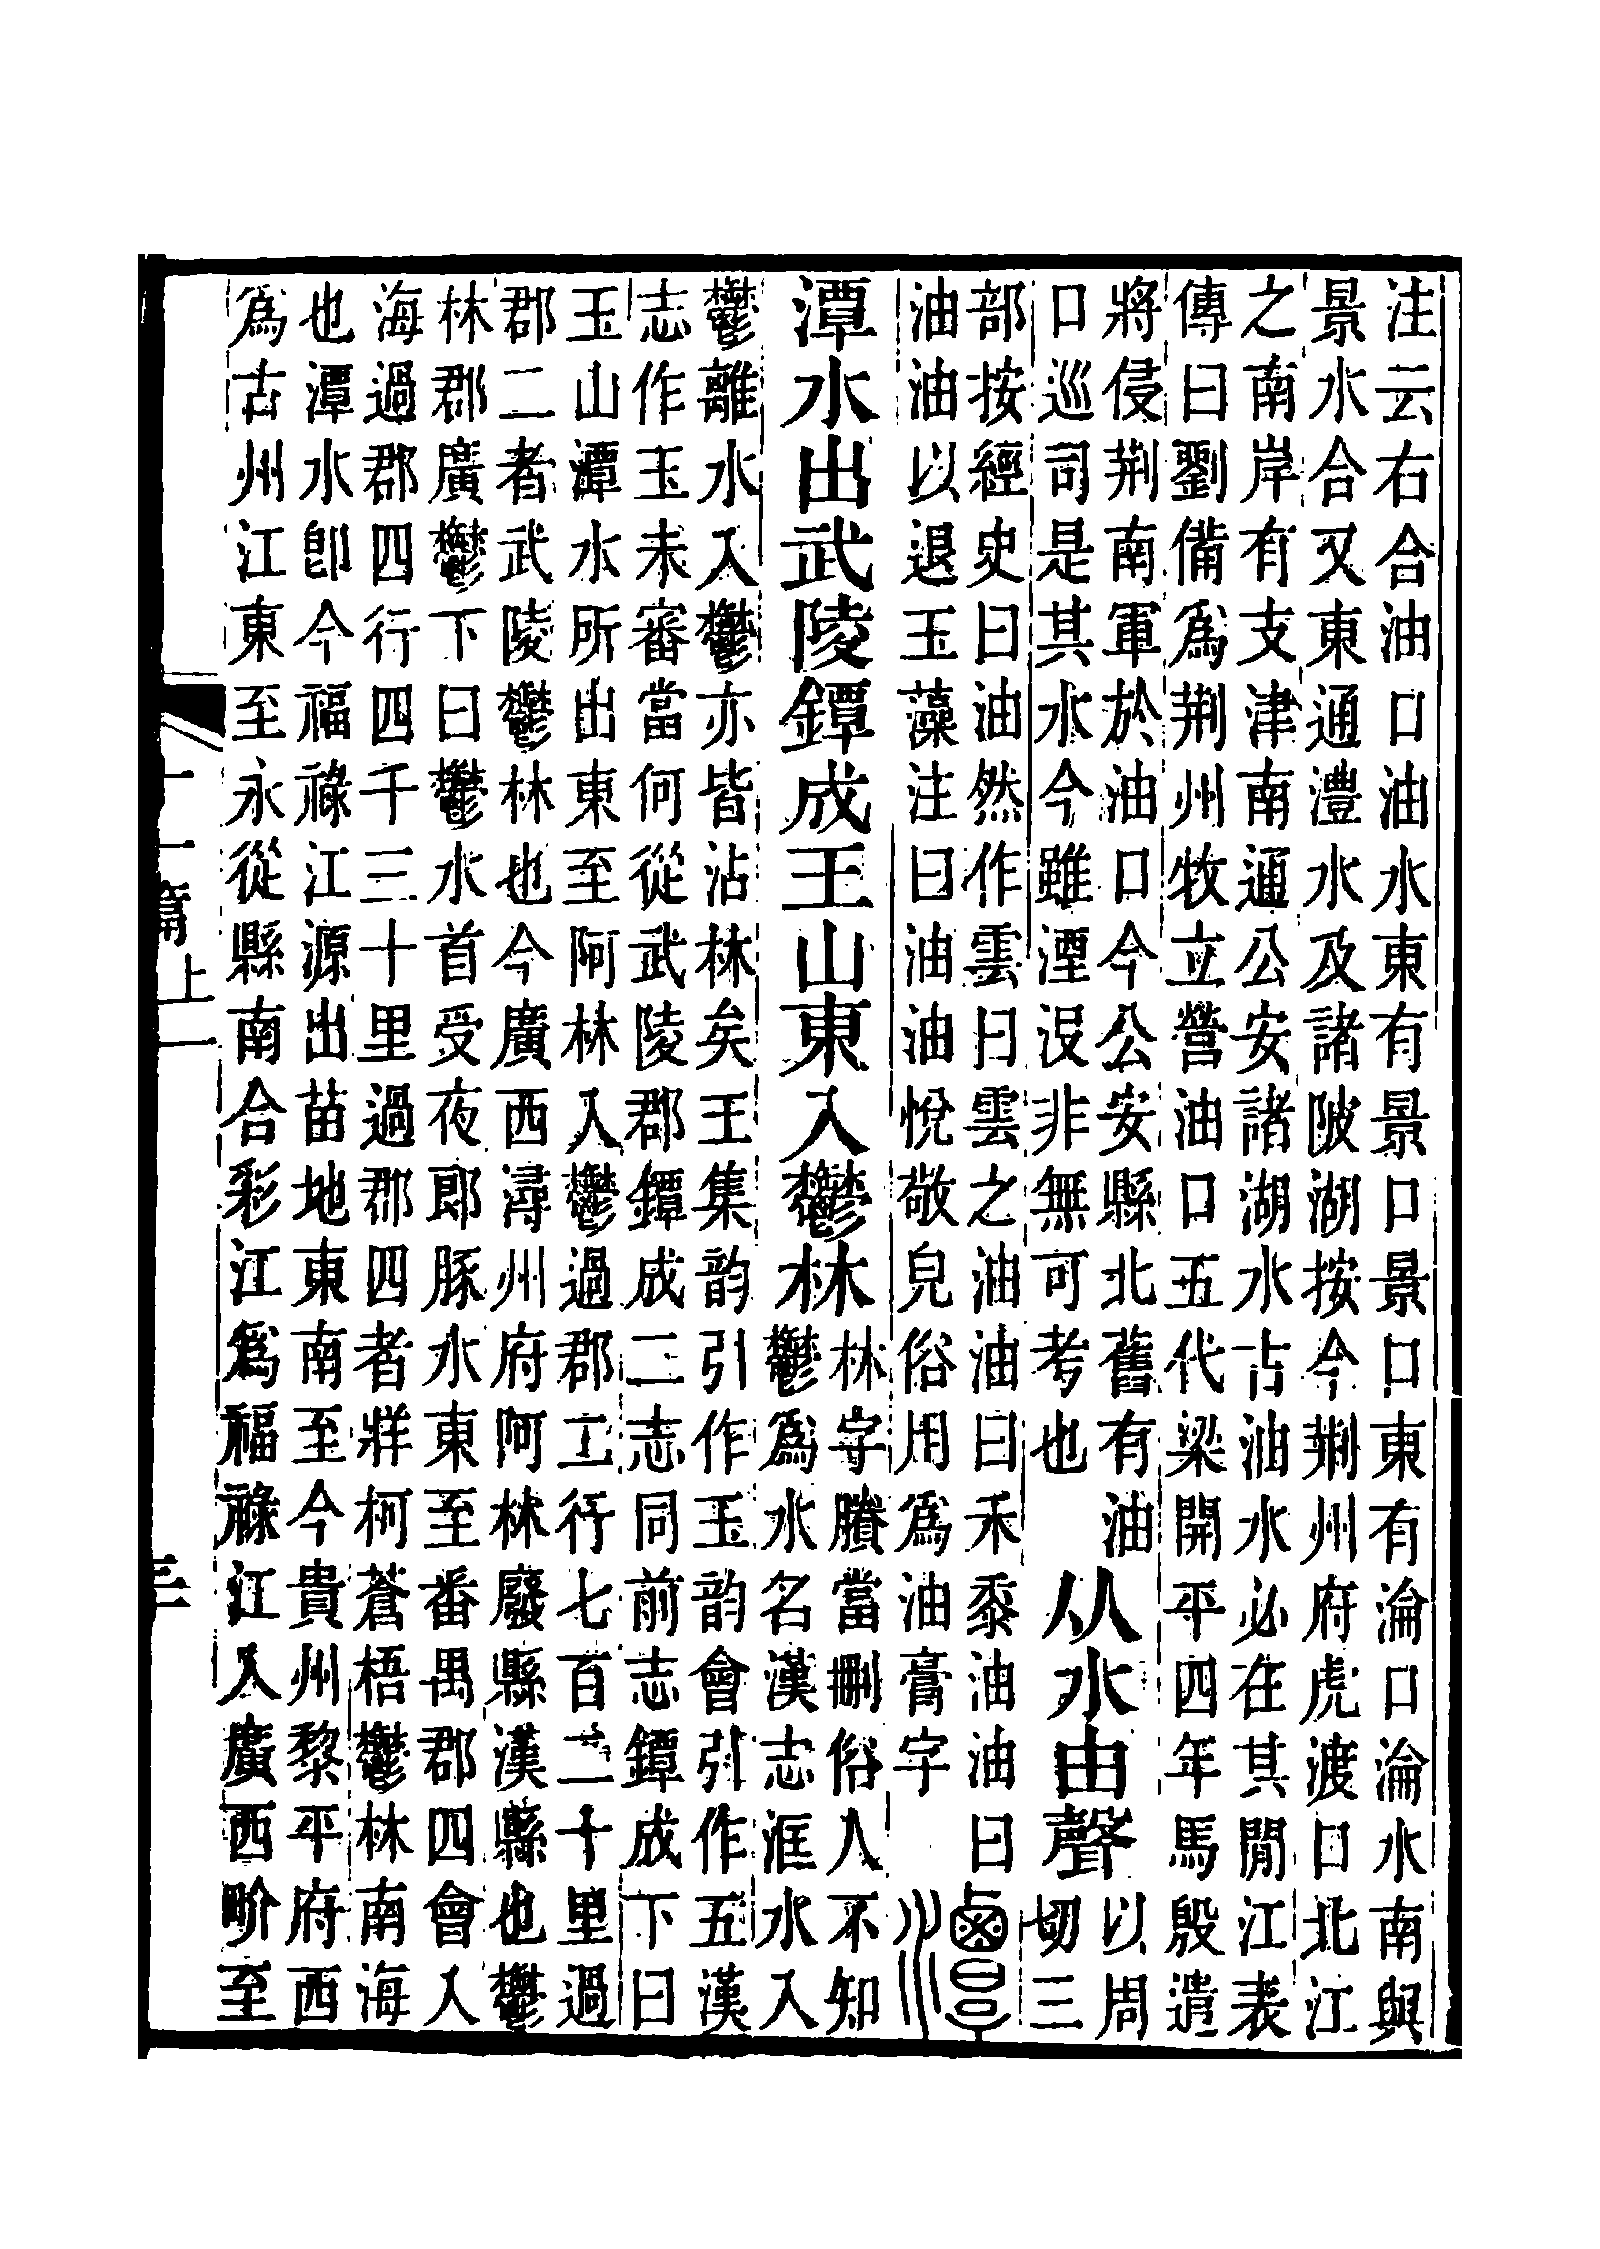 注云右合油口油水東有景口景口東有淪口淪水南與
景水合又東通澧水及諸陂湖按今荆州府虎渡口北江
之南岸有支津南通公安諸湖水古油水必在其閒江表
傳曰劉備爲荆州牧立營油口五代梁開平四年馬殷遣
將侵荆南軍於油口今公安縣北舊有油
口巡司是其水今雖湮没非無可考也
从水由聲
以周
切三
部按經史曰油然作雲曰雲之油油曰禾黍油油曰
油油以退玉藻注曰油油悅敬皃俗用爲油膏字
潭
潭水出武陵鐔成王山東入鬱林
林字賸當刪俗人不知
鬱爲水名漢志洭水入
鬱離水入鬱亦皆沾林矣王集韵引作玉韵會引作五漢
志作玉未審當何從武陵郡鐔成二志同前志鐔成下曰
玉山潭水所出東至阿林入鬱過郡二行七百二十里過
郡二者武陵鬱林也今廣西潯州府阿林廢縣漢縣也鬱
林郡廣鬱下曰鬱水首受夜郎豚水東至番禺郡四會入
海過郡四行四千三十里過郡四者牂柯蒼梧鬱林南海
也潭水卽今福祿江源出苗地東南至今貴州黎平府西
爲古州江東至永從縣南合彩江爲福祿江入廣西畍至
十一篇上一